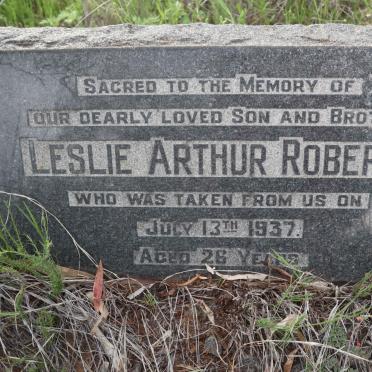 SACRED TO THE MEMORY OF
OUR DEARLY LOVED SON AND BROT
LESLIE ARTHUR ROBER
WHO WAS TAKEN FROM US ON
JULY 13TH 1937.
AGED 26 YEARS